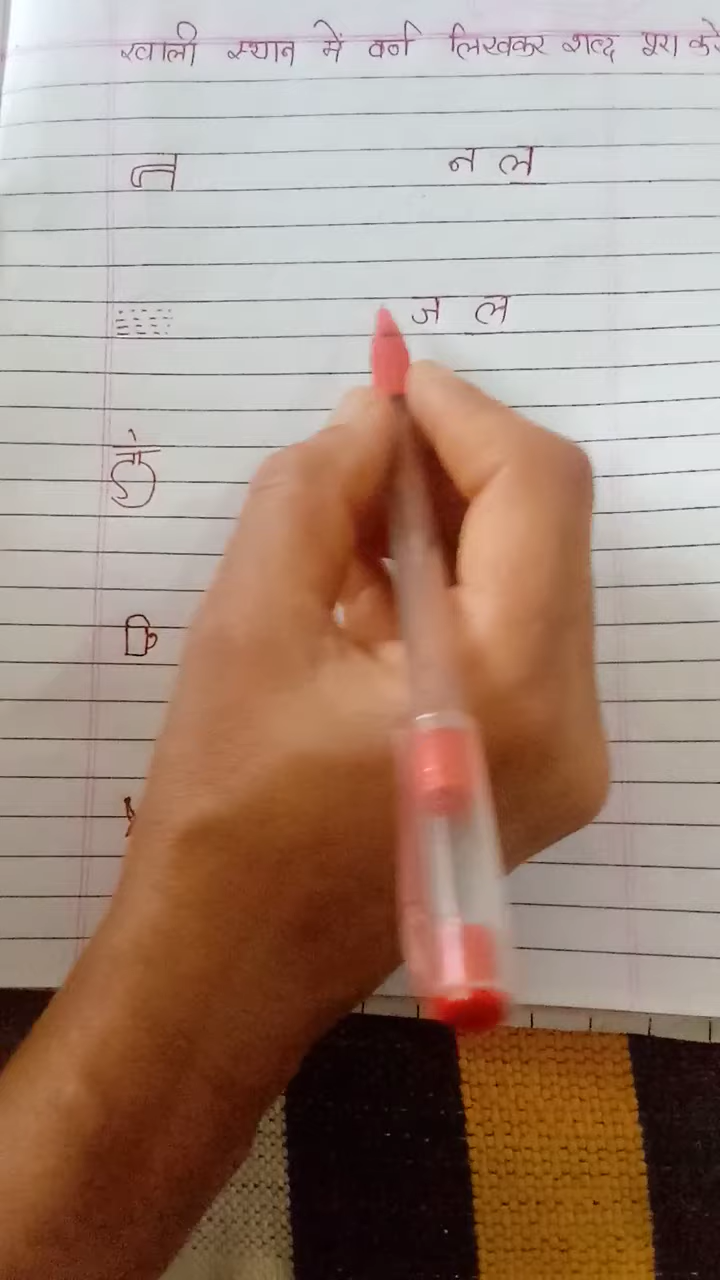 खाली स्थान में वर्न लिखकर शब्द पूरा करे
न ल
ज ल